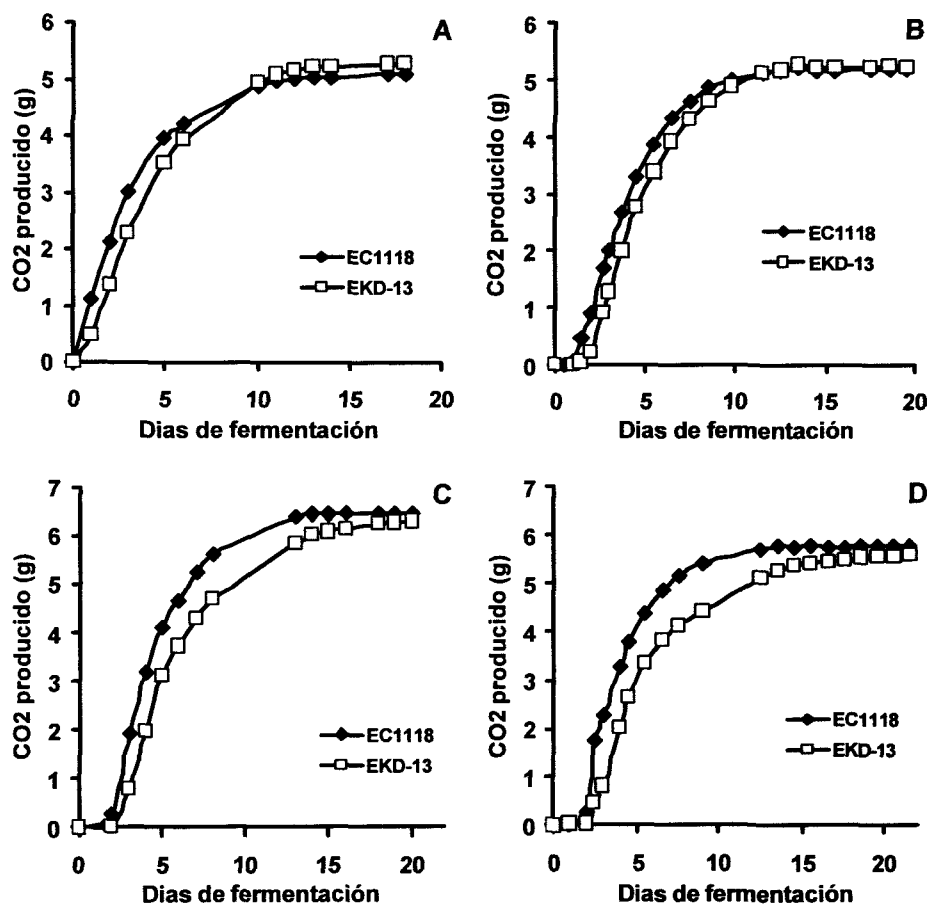 A
CO2 producido (g)
6
5
4
3
2
1
0
EC1118
EKD-13
0 5 10 15 20
Dias de fermentación
B
CO2 producido (g)
6
5
4
3
2
1
0
EC1118
EKD-13
0 5 10 15 20
Dias de fermentación
C
CO2 producido (g)
7
6
5
4
3
2
1
0
EC1118
EKD-13
0 5 10 15 20
Dias de fermentación
D
CO2 producido (g)
7
6
5
4
3
2
1
0
EC1118
EKD-13
0 5 10 15 20
Dias de fermentación